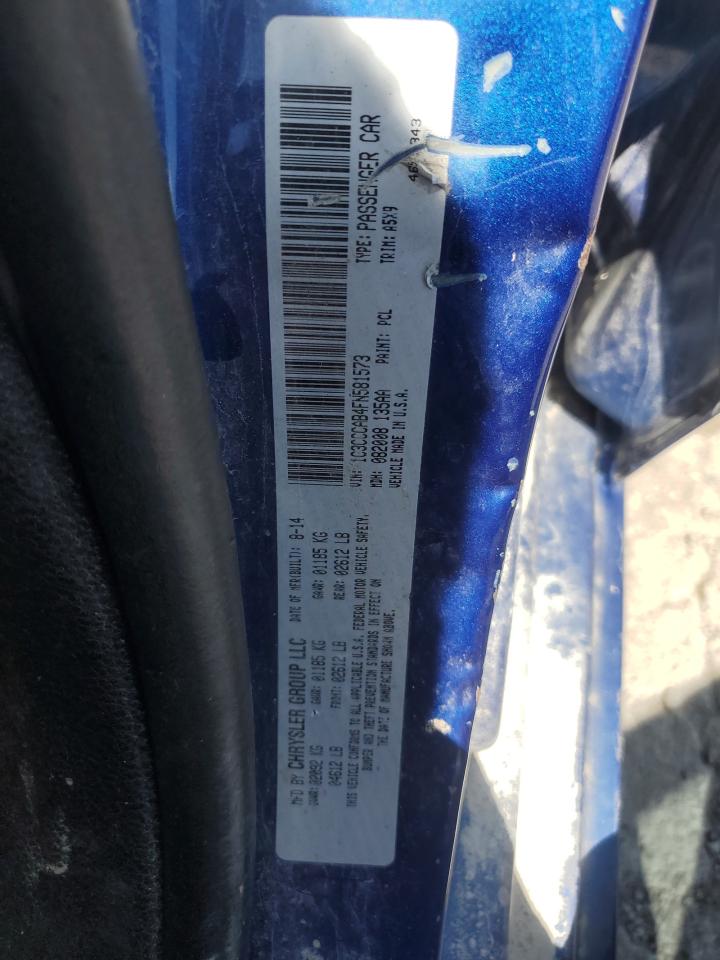 MFD BY CHRYSLER GROUP LLC DATE OF MFR(BUILT): 8-14
GVWR: 02092 KG GAWR: 01185 KG GAWR: 01185 KG
04612 LB FRONT: 02612 LB REAR: 02612 LB
THIS VEHICLE CONFORMS TO ALL APPLICABLE U.S.A. FEDERAL MOTOR VEHICLE SAFETY,
BUMPER AND THEFT PREVENTION STANDARDS IN EFFECT ON
THE DATE OF MANUFACTURE SHOWN ABOVE.
VIN: 1C3CCCAB4FN581573 TYPE: PASSENGER CAR
MDH: 082008 135AA PAINT: PCL TRIM: A5X9
VEHICLE MADE IN U.S.A.